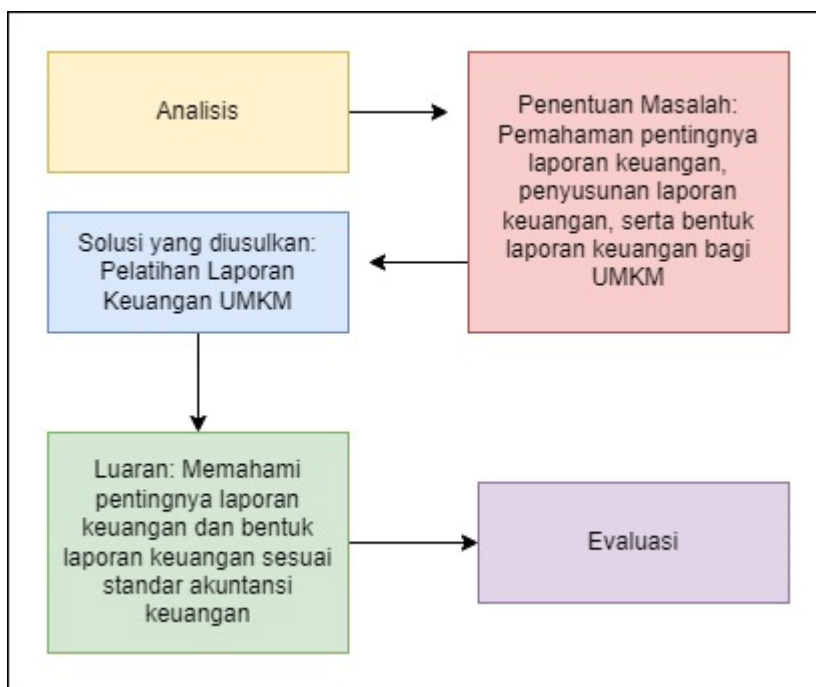 Analisis
Penentuan Masalah:
Pemahaman pentingnya
laporan keuangan,
penyusunan laporan
keuangan, serta bentuk
laporan keuangan bagi
UMKM
Solusi yang diusulkan:
Pelatihan Laporan
Keuangan UMKM
Luaran: Memahami
pentingnya laporan
keuangan dan bentuk
laporan keuangan sesuai
standar akuntansi
keuangan
Evaluasi